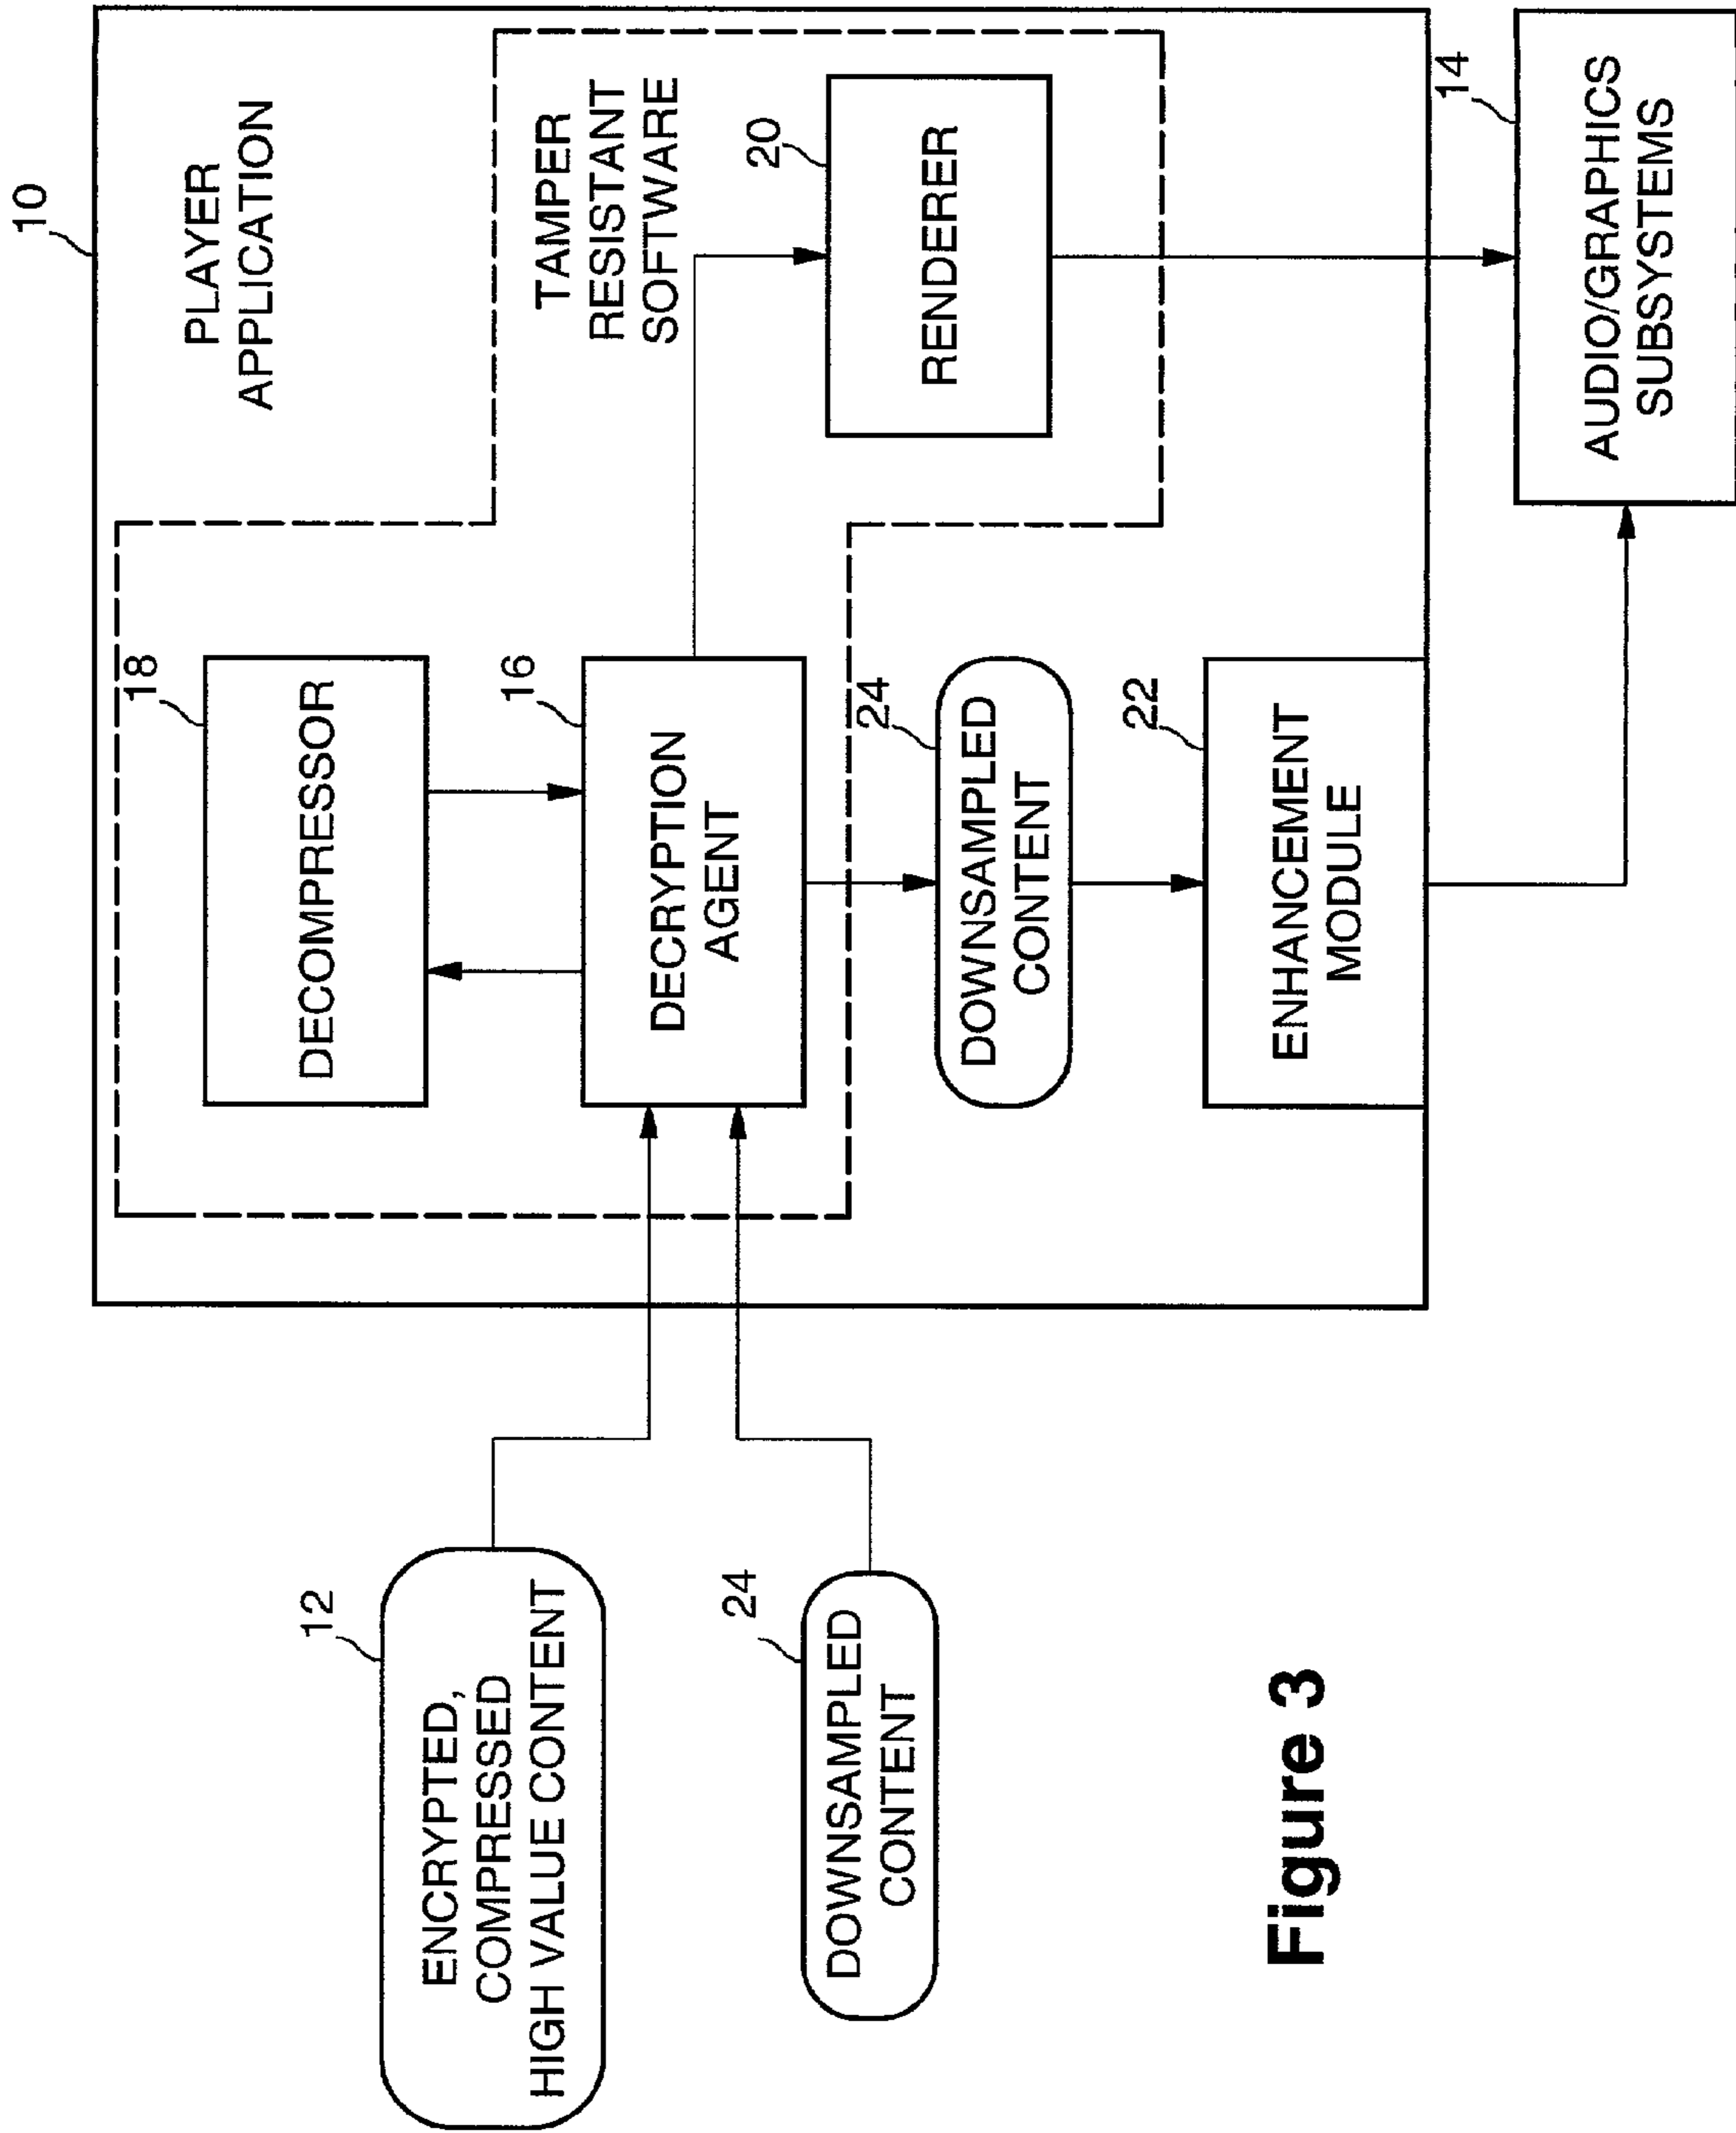 10
PLAYER
APPLICATION
18
DECOMPRESSOR
TAMPER
RESISTANT
SOFTWARE
12
ENCRYPTED,
COMPRESSED
HIGH VALUE CONTENT
16
DECRYPTION
AGENT
20
RENDERER
24
DOWNSAMPLED
CONTENT
24
DOWNSAMPLED
CONTENT
22
ENHANCEMENT
MODULE
14
AUDIO/GRAPHICS
SUBSYSTEMS
Figure 3